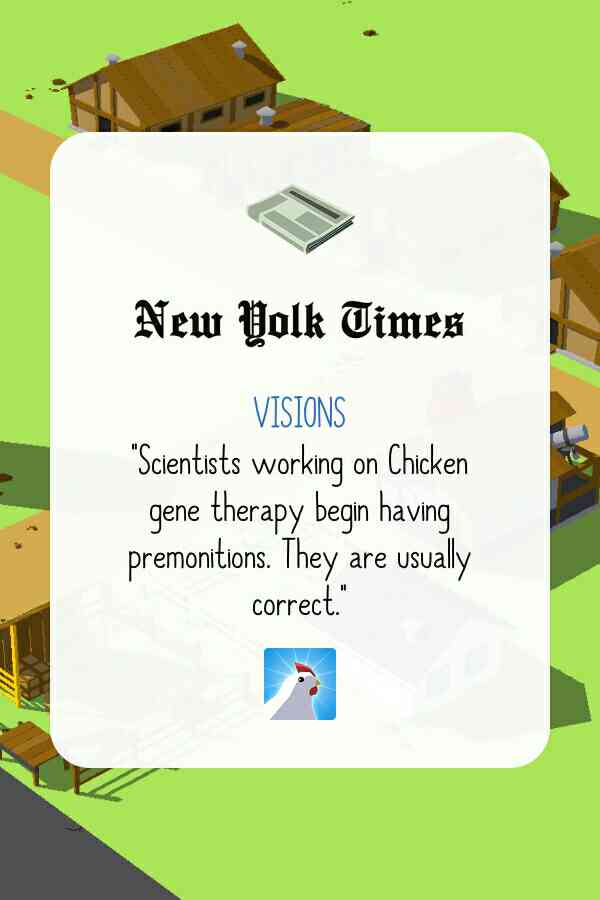 New Yolk Times
VISIONS
"Scientists working on Chicken
gene therapy begin having
premonitions. They are usually
correct."